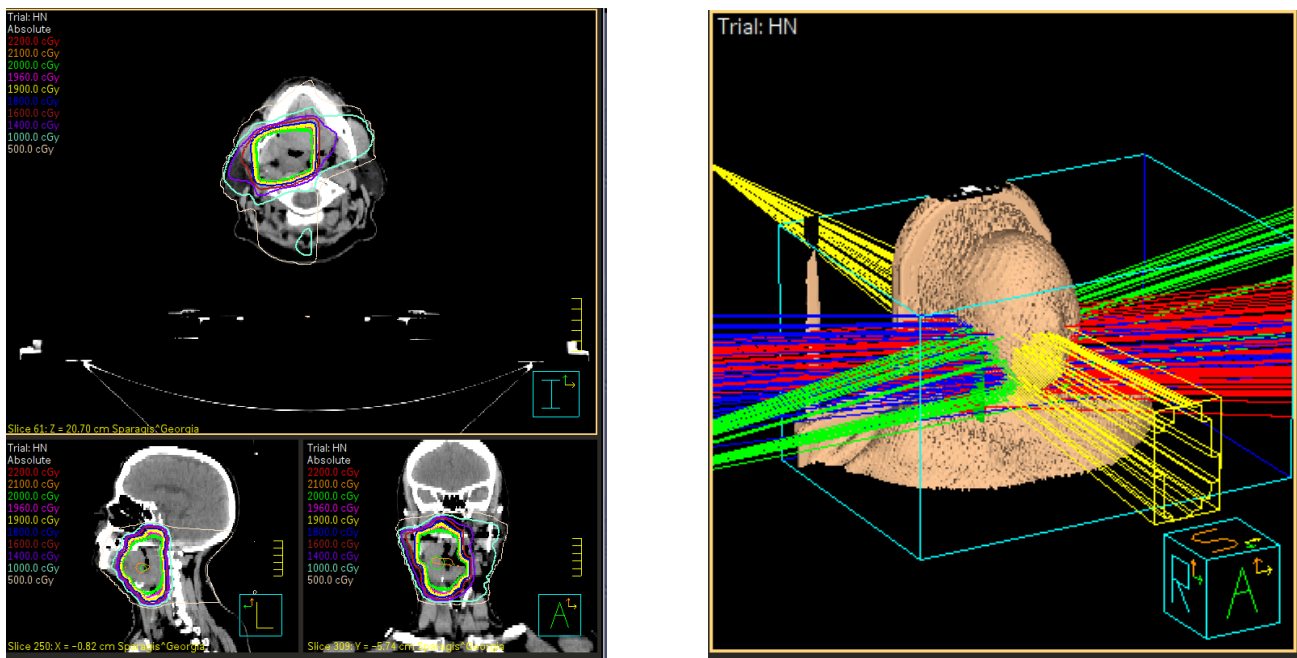 Trial: HN
Absolute
2200.0 cGy
2100.0 cGy
2000.0 cGy
1960.0 cGy
1900.0 cGy
1800.0 cGy
1600.0 cGy
1400.0 cGy
1000.0 cGy
500.0 cGy
I
Slice 61: Z = 20.70 cm Sparagis^Georgia
Trial: HN
Absolute
2200.0 cGy
2100.0 cGy
2000.0 cGy
1960.0 cGy
1900.0 cGy
1800.0 cGy
1600.0 cGy
1400.0 cGy
1000.0 cGy
500.0 cGy
L
Slice 250: X = -0.82 cm Sparagis^Georgia
Trial: HN
Absolute
2200.0 cGy
2100.0 cGy
2000.0 cGy
1960.0 cGy
1900.0 cGy
1800.0 cGy
1600.0 cGy
1400.0 cGy
1000.0 cGy
500.0 cGy
A
Slice 309: Y = -5.74 cm Sparagis^Georgia
Trial: HN
S
R
A